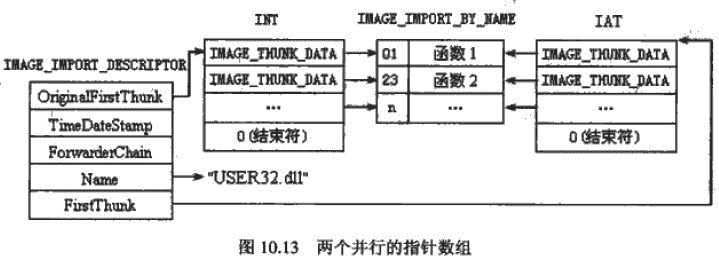 INT IMAGE_IMPORT_BY_NAME IAT
IMAGE_IMPORT_DESCRIPTOR
IMAGE_THUNK_DATA 01 函数1 IMAGE_THUNK_DATA
IMAGE_THUNK_DATA 23 函数2 IMAGE_THUNK_DATA
... n ... ...
0(结束符) 0(结束符)
OriginalFirstThunk
TimeDateStamp
ForwarderChain
Name "USER32.dll"
FirstThunk
图 10.13 两个并行的指针数组